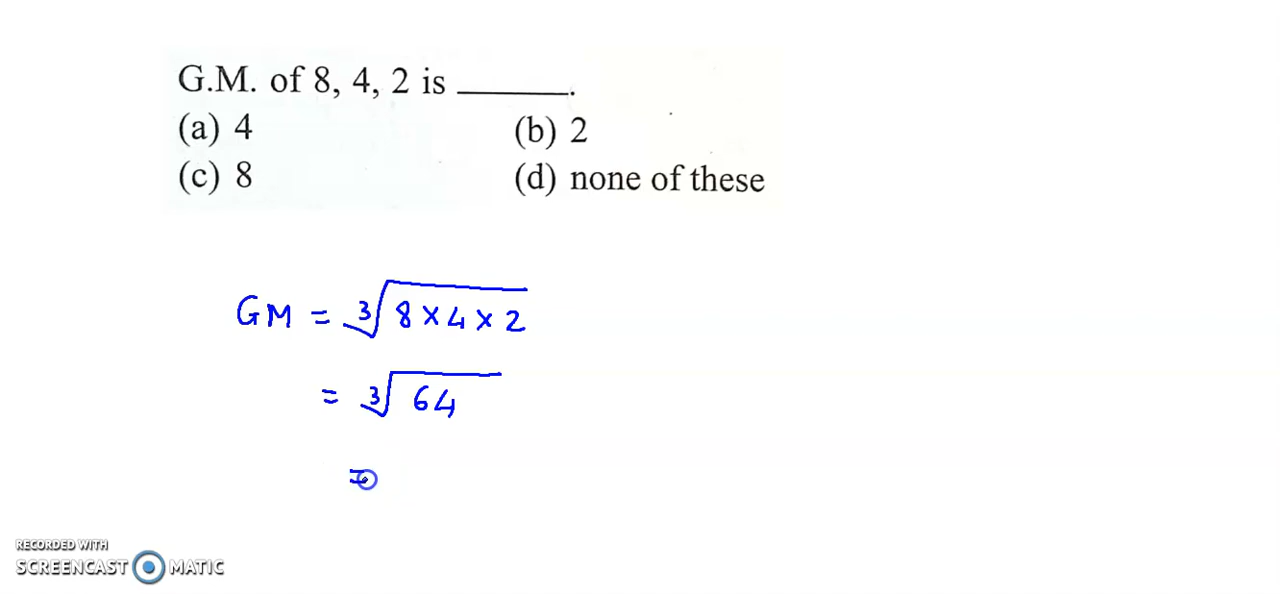 G.M. of 8, 4, 2 is ______.
(a) 4 (b) 2
(c) 8 (d) none of these
GM = ∛8 × 4 × 2
= ∛64
=
RECORDED WITH
SCREENCAST MATIC